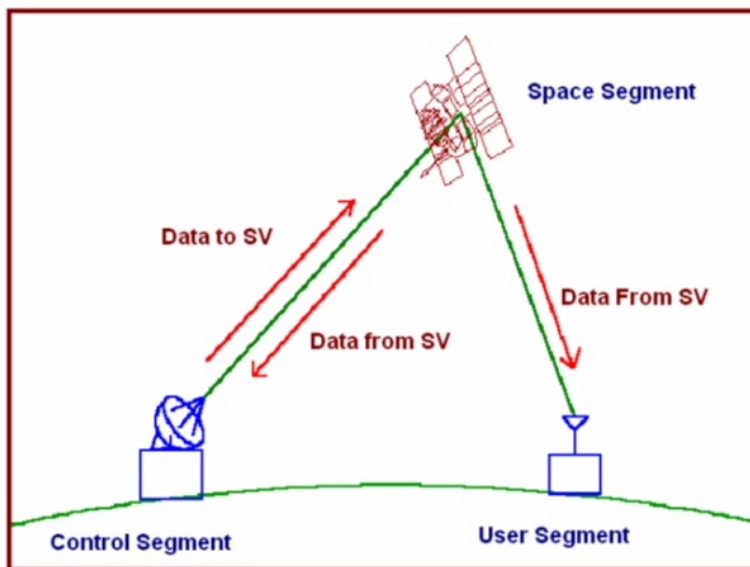 Space Segment
Data to SV
Data From SV
Data from SV
Control Segment
User Segment